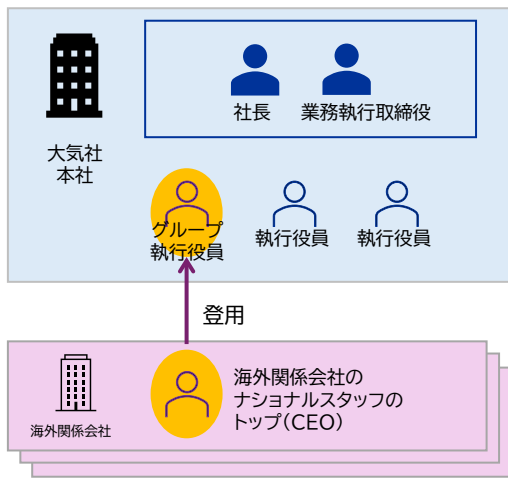 社長
業務執行取締役
大気社
本社
グループ
執行役員
執行役員
執行役員
登用
海外関係会社の
ナショナルスタッフの
トップ(CEO)
海外関係会社